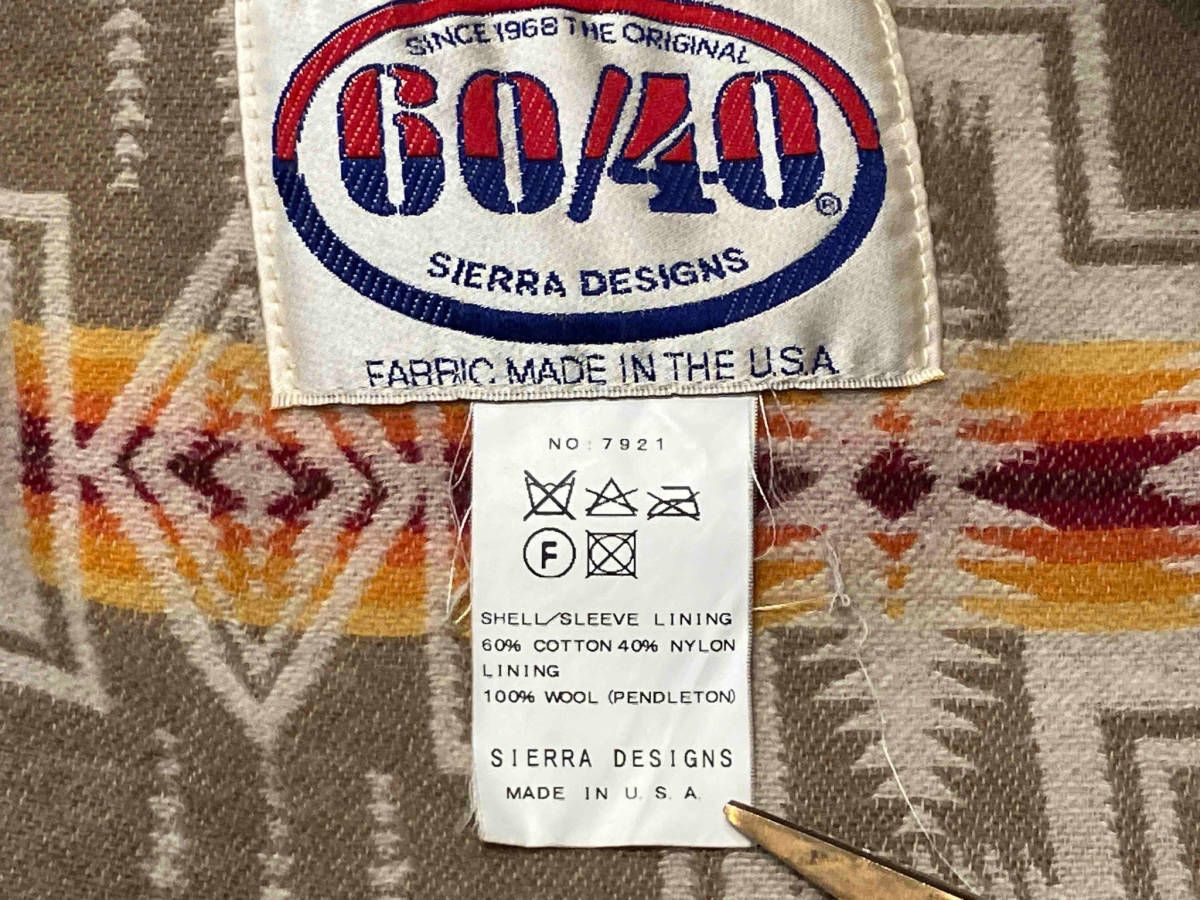 SINCE 1968 THE ORIGINAL
60/40®
SIERRA DESIGNS
FABRIC MADE IN THE U.S.A
NO : 7921
F
SHELL/SLEEVE LINING
60% COTTON 40% NYLON
LINING
100% WOOL (PENDLETON)
SIERRA DESIGNS
MADE IN U. S. A.